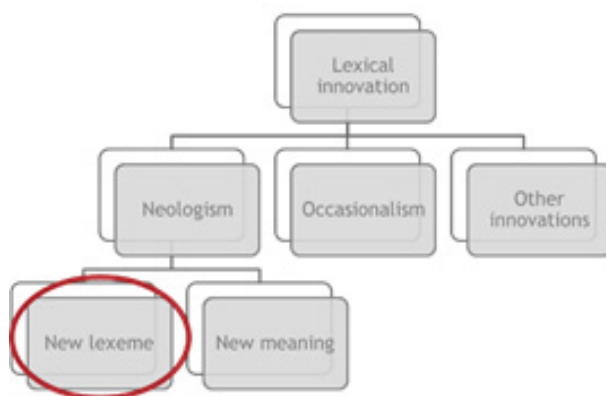 Lexical
innovation
Neologism
Occasionalism
Other
innovations
New lexeme
New meaning